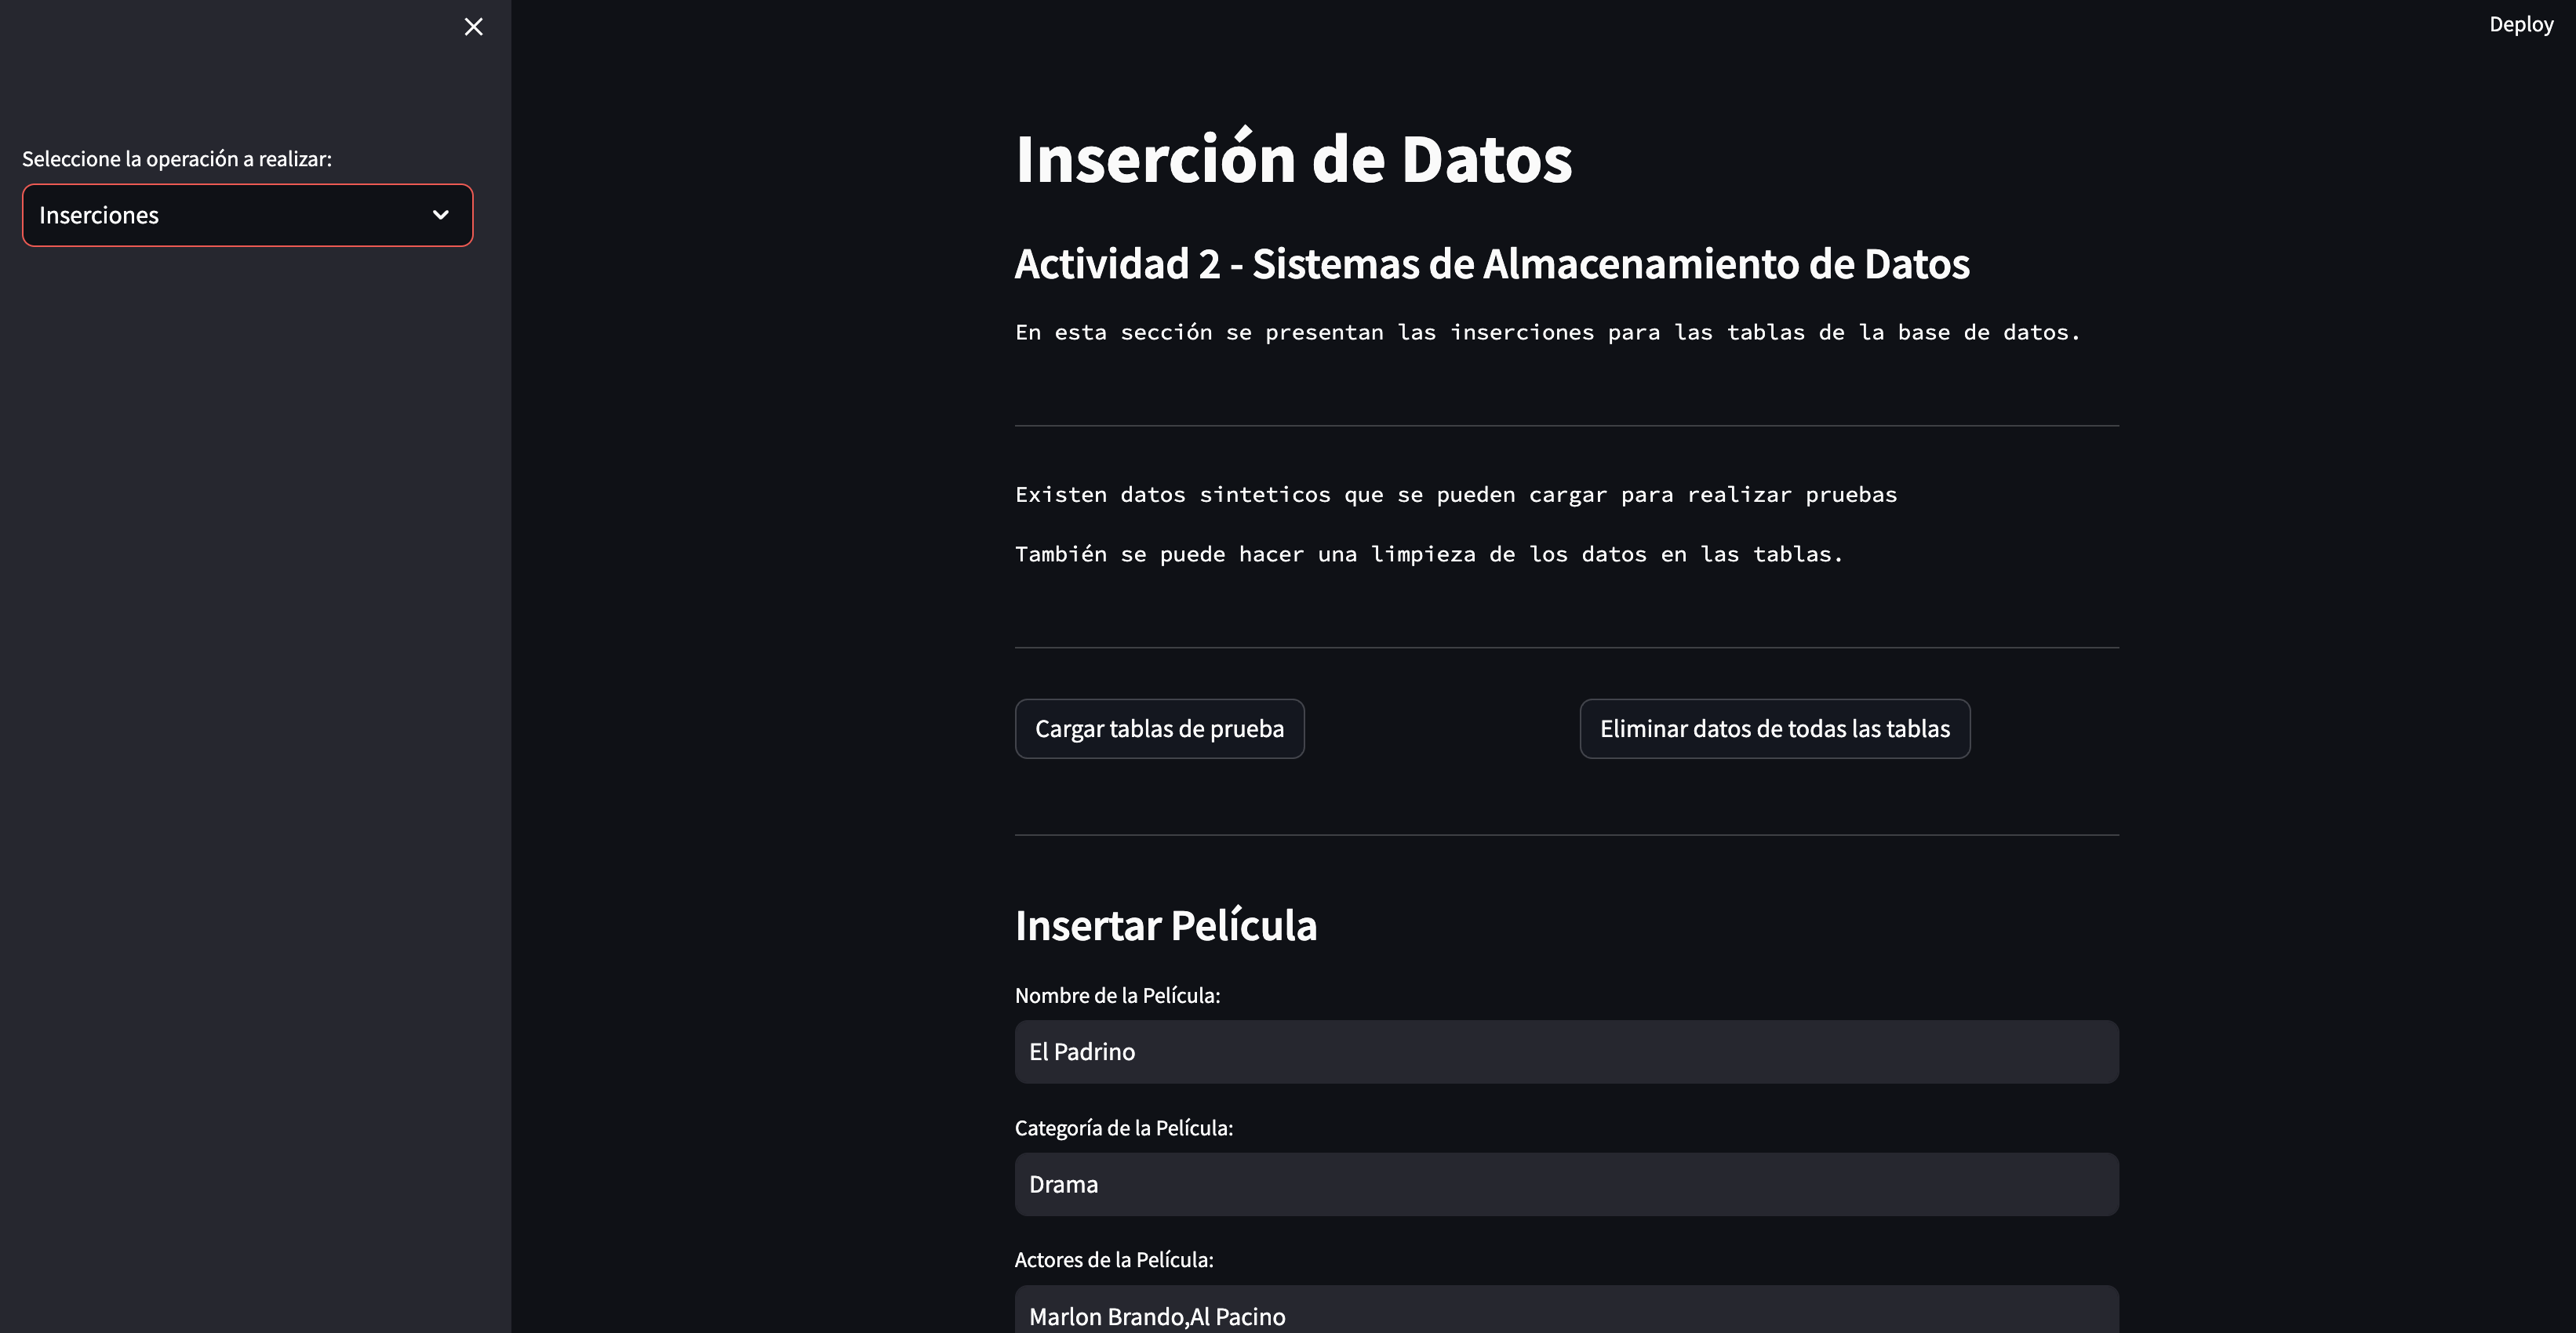 Deploy
Seleccione la operación a realizar:
Inserciones
Inserción de Datos
Actividad 2 - Sistemas de Almacenamiento de Datos
En esta sección se presentan las inserciones para las tablas de la base de datos.
Existen datos sinteticos que se pueden cargar para realizar pruebas
También se puede hacer una limpieza de los datos en las tablas.
Cargar tablas de prueba
Eliminar datos de todas las tablas
Insertar Película
Nombre de la Película:
El Padrino
Categoría de la Película:
Drama
Actores de la Película:
Marlon Brando,Al Pacino